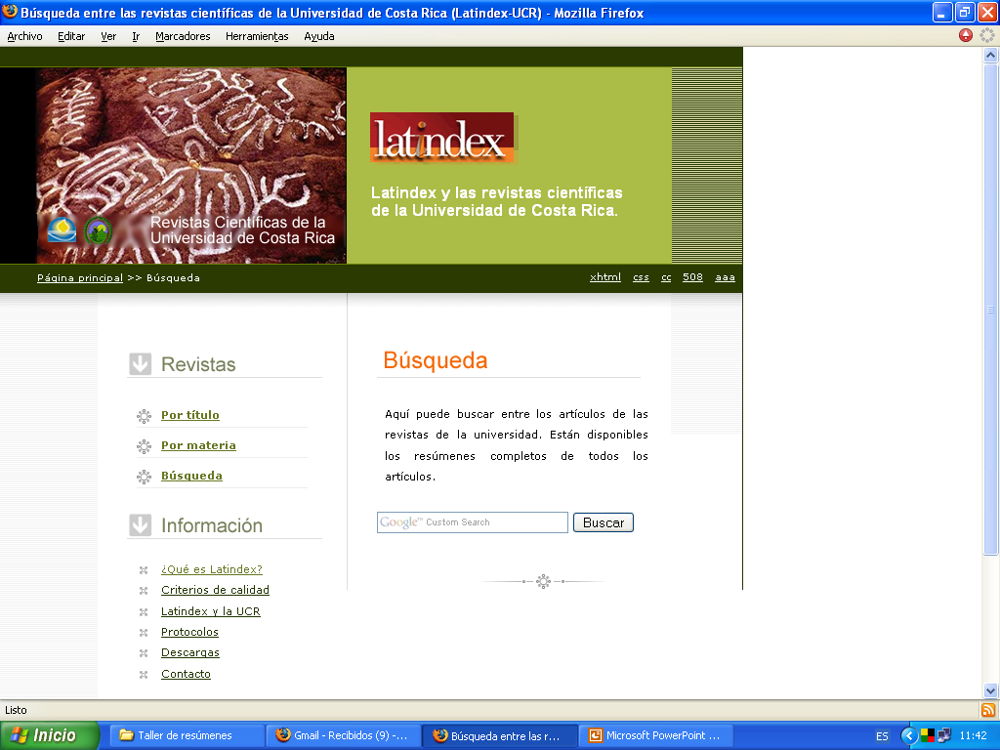 Búsqueda entre las revistas científicas de la Universidad de Costa Rica (Latindex-UCR) - Mozilla Firefox
Archivo Editar Ver Ir Marcadores Herramientas Ayuda
latindex
Latindex y las revistas científicas
de la Universidad de Costa Rica.
Revistas Científicas de la
Universidad de Costa Rica
Página principal >> Búsqueda
xhtml css cc 508 aaa
Revistas
Por título
Por materia
Búsqueda
Información
¿Qué es Latindex?
Criterios de calidad
Latindex y la UCR
Protocolos
Descargas
Contacto
Búsqueda
Aquí puede buscar entre los artículos de las
revistas de la universidad. Están disponibles
los resúmenes completos de todos los
artículos.
Google™ Custom Search Buscar
Listo
Inicio Taller de resúmenes Gmail - Recibidos (9) -... Búsqueda entre las r... Microsoft PowerPoint ... ES 11:42